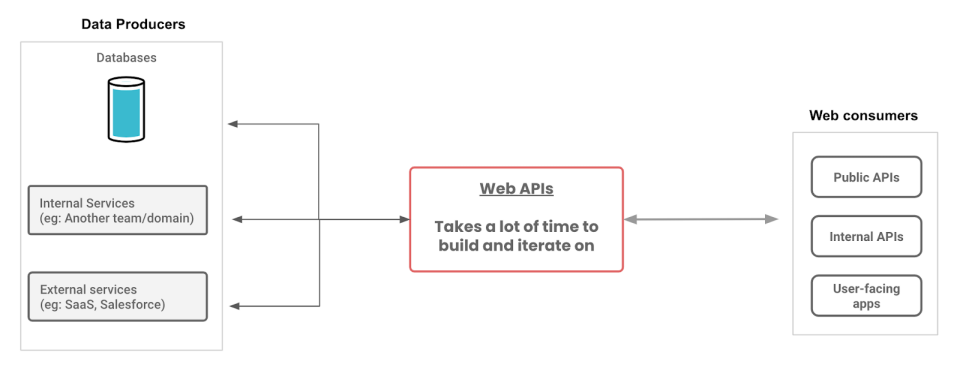 Data Producers
Databases
Internal Services
(eg: Another team/domain)
External services
(eg: SaaS, Salesforce)
Web APIs
Takes a lot of time to
build and iterate on
Web consumers
Public APIs
Internal APIs
User-facing
apps